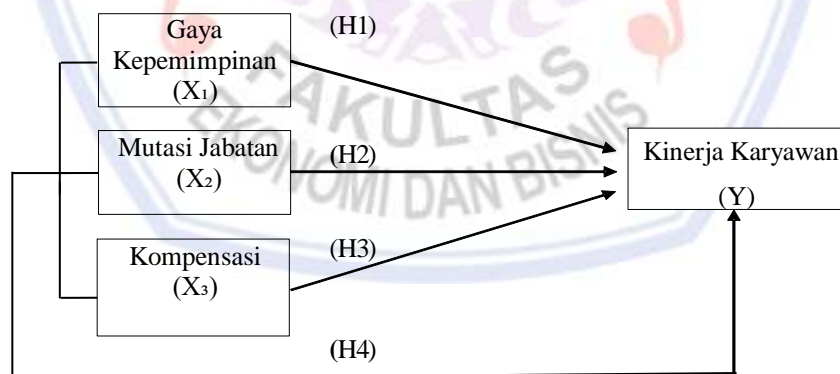 Gaya
Kepemimpinan
(X₁)
(H1)
Mutasi Jabatan
(X₂)
(H2)
Kompensasi
(X₃)
(H3)
(H4)
Kinerja Karyawan
(Y)
FAKULTAS
EKONOMI DAN BISNIS